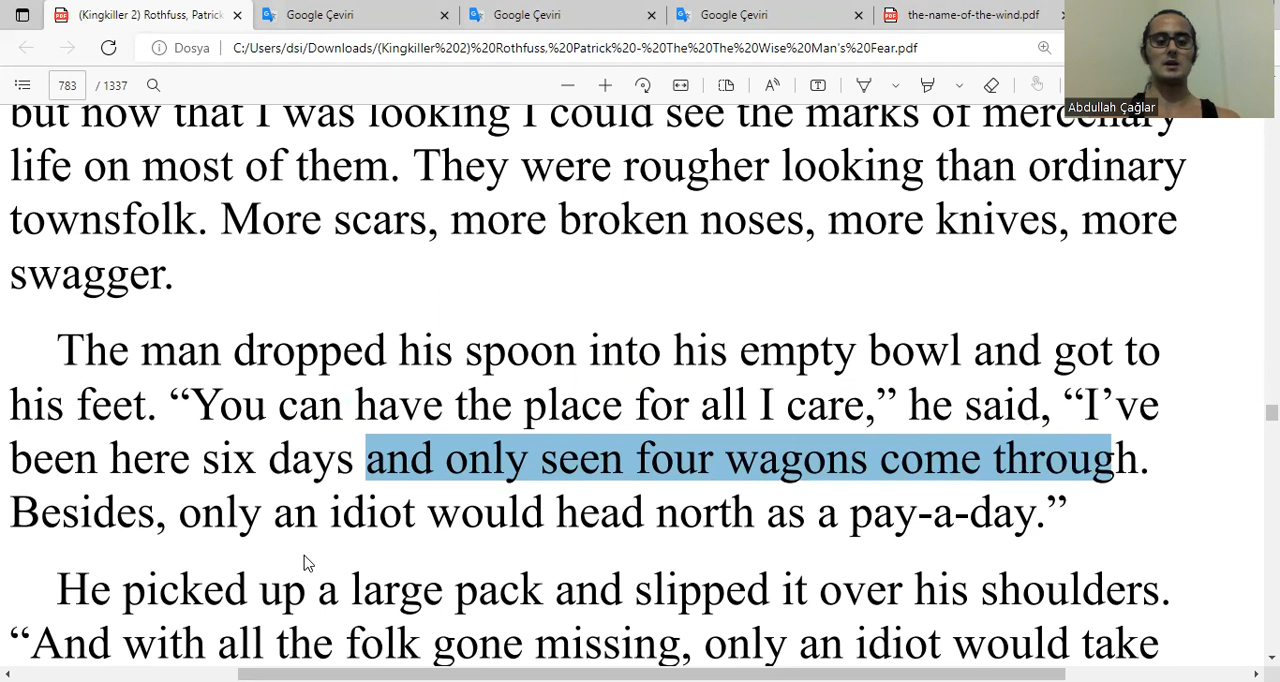 (Kingkiller 2) Rothfuss, Patrick
Google Çeviri
Google Çeviri
Google Çeviri
the-name-of-the-wind.pdf
Dosya
C:/Users/dsi/Downloads/(Kingkiller%202)%20Rothfuss,%20Patrick%20-%20The%20The%20Wise%20Man's%20Fear.pdf
783 / 1337
Abdullah Çağlar
but now that I was looking I could see the marks of mercenary
life on most of them. They were rougher looking than ordinary
townsfolk. More scars, more broken noses, more knives, more
swagger.
The man dropped his spoon into his empty bowl and got to
his feet. “You can have the place for all I care,” he said, “I’ve
been here six days and only seen four wagons come through.
Besides, only an idiot would head north as a pay-a-day.”
He picked up a large pack and slipped it over his shoulders.
“And with all the folk gone missing, only an idiot would take